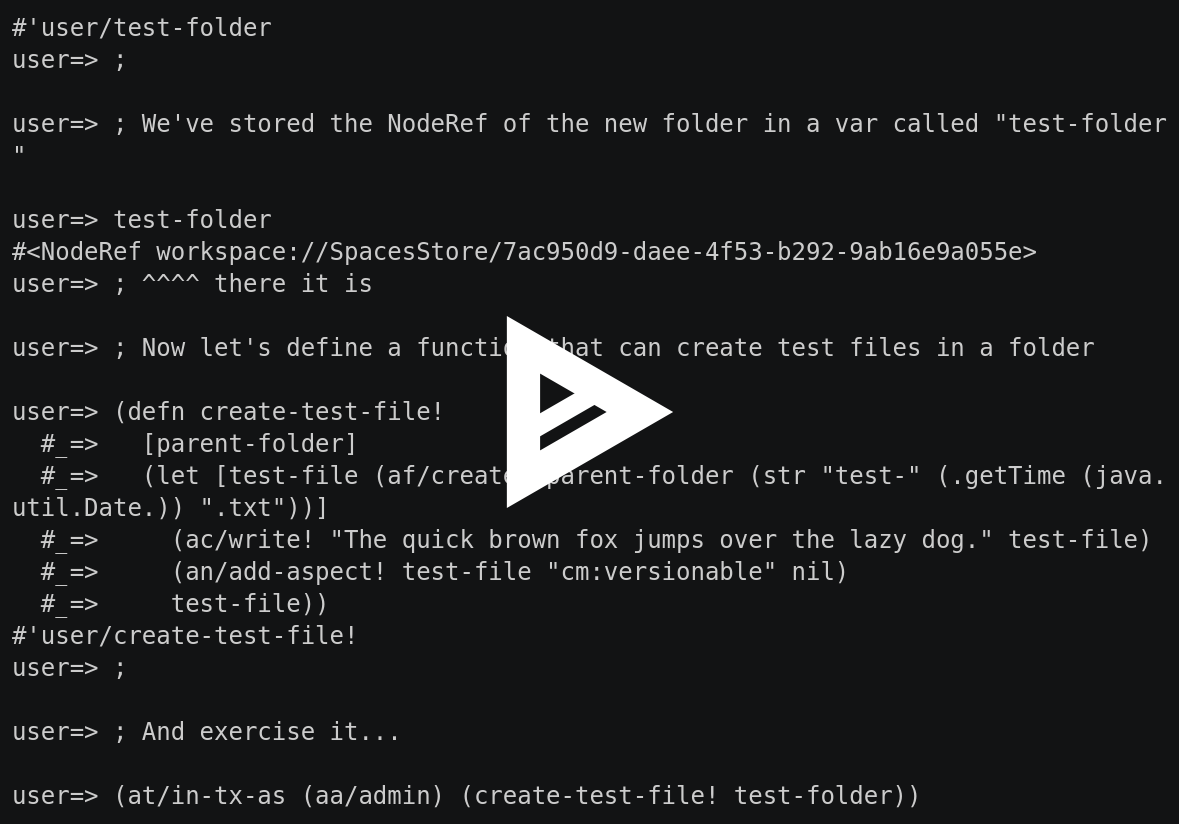 #'user/test-folder
user=> ;
user=> ; We've stored the NodeRef of the new folder in a var called "test-folder
"
user=> test-folder
#<NodeRef workspace://SpacesStore/7ac950d9-daee-4f53-b292-9ab16e9a055e>
user=> ; ^^^^ there it is
user=> ; Now let's define a function that can create test files in a folder
user=> (defn create-test-file!
  #_=>   [parent-folder]
  #_=>   (let [test-file (af/create parent-folder (str "test-" (.getTime (java.
util.Date.)) ".txt"))]
  #_=>     (ac/write! "The quick brown fox jumps over the lazy dog." test-file)
  #_=>     (an/add-aspect! test-file "cm:versionable" nil)
  #_=>     test-file))
#'user/create-test-file!
user=> ;
user=> ; And exercise it...
user=> (at/in-tx-as (aa/admin) (create-test-file! test-folder))